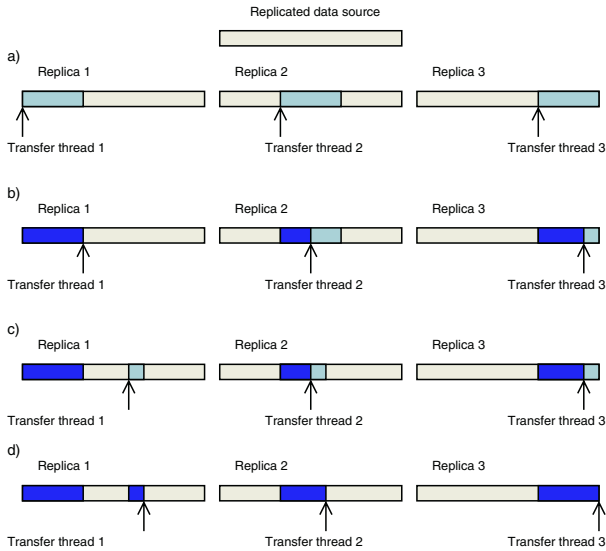 Replicated data source
a)
Replica 1
Replica 2
Replica 3
Transfer thread 1
Transfer thread 2
Transfer thread 3
b)
Replica 1
Replica 2
Replica 3
Transfer thread 1
Transfer thread 2
Transfer thread 3
c)
Replica 1
Replica 2
Replica 3
Transfer thread 1
Transfer thread 2
Transfer thread 3
d)
Replica 1
Replica 2
Replica 3
Transfer thread 1
Transfer thread 2
Transfer thread 3